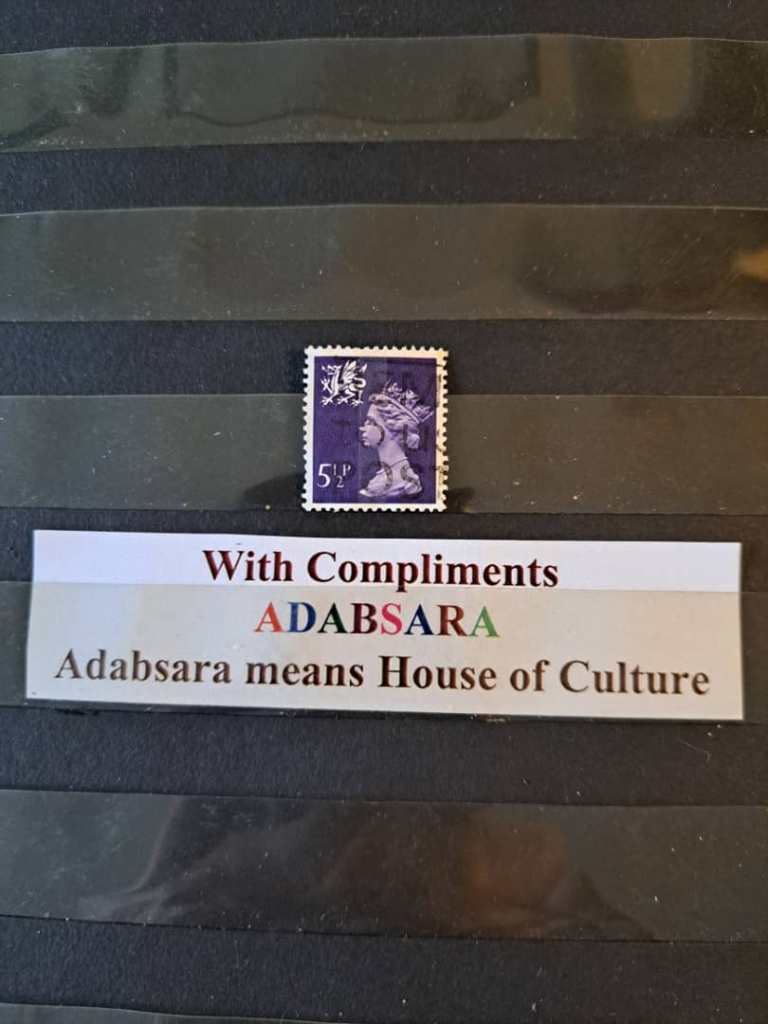 5½P
With Compliments
ADABSARA
Adabsara means House of Culture